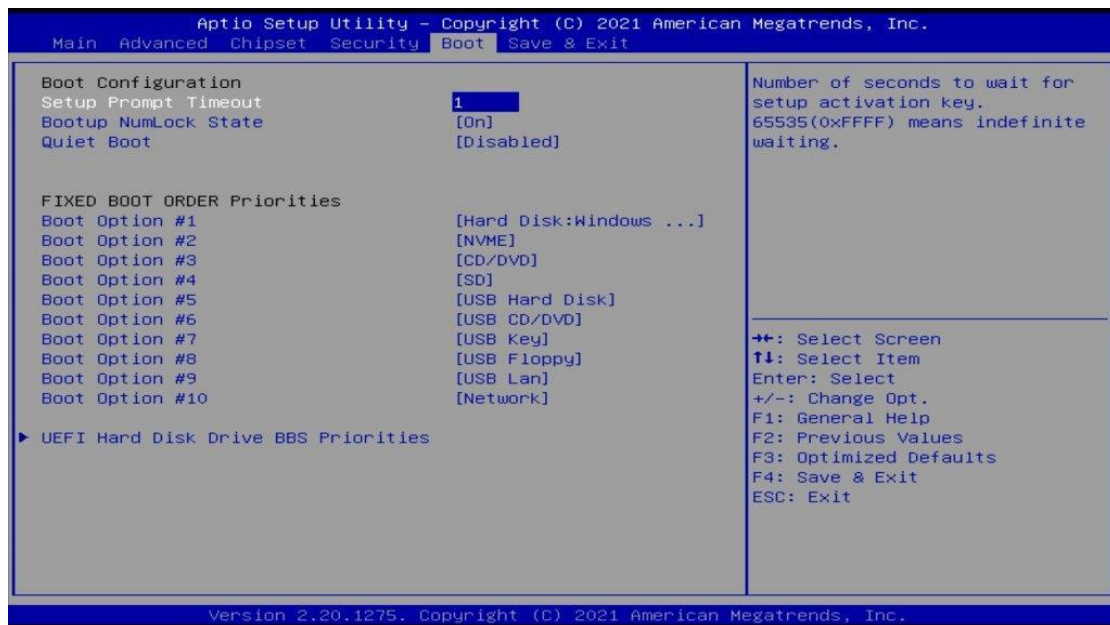 Aptio Setup Utility – Copyright (C) 2021 American Megatrends, Inc.
Main Advanced Chipset Security Boot Save & Exit
Boot Configuration
Setup Prompt Timeout 1
Bootup NumLock State [On]
Quiet Boot [Disabled]
FIXED BOOT ORDER Priorities
Boot Option #1 [Hard Disk:Windows ...]
Boot Option #2 [NVME]
Boot Option #3 [CD/DVD]
Boot Option #4 [SD]
Boot Option #5 [USB Hard Disk]
Boot Option #6 [USB CD/DVD]
Boot Option #7 [USB Key]
Boot Option #8 [USB Floppy]
Boot Option #9 [USB Lan]
Boot Option #10 [Network]
▶ UEFI Hard Disk Drive BBS Priorities
Number of seconds to wait for
setup activation key.
65535(0xFFFF) means indefinite
waiting.
→←: Select Screen
↑↓: Select Item
Enter: Select
+/-: Change Opt.
F1: General Help
F2: Previous Values
F3: Optimized Defaults
F4: Save & Exit
ESC: Exit
Version 2.20.1275. Copyright (C) 2021 American Megatrends, Inc.